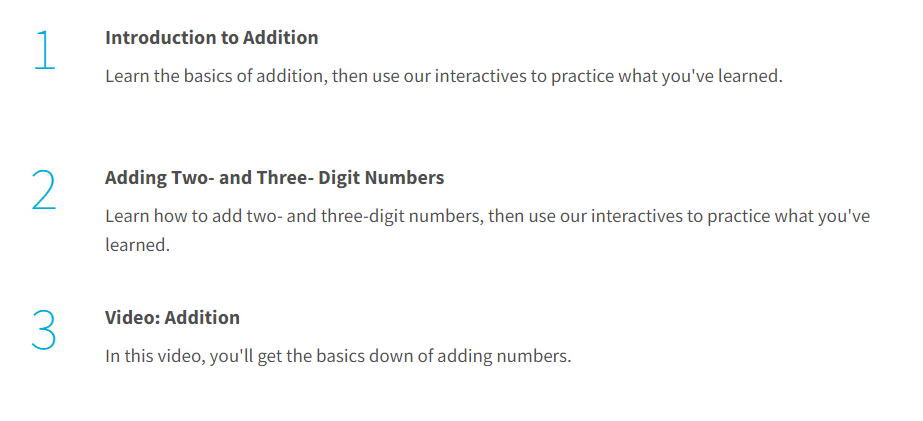 1
Introduction to Addition
Learn the basics of addition, then use our interactives to practice what you've learned.
2
Adding Two- and Three- Digit Numbers
Learn how to add two- and three-digit numbers, then use our interactives to practice what you've
learned.
3
Video: Addition
In this video, you'll get the basics down of adding numbers.